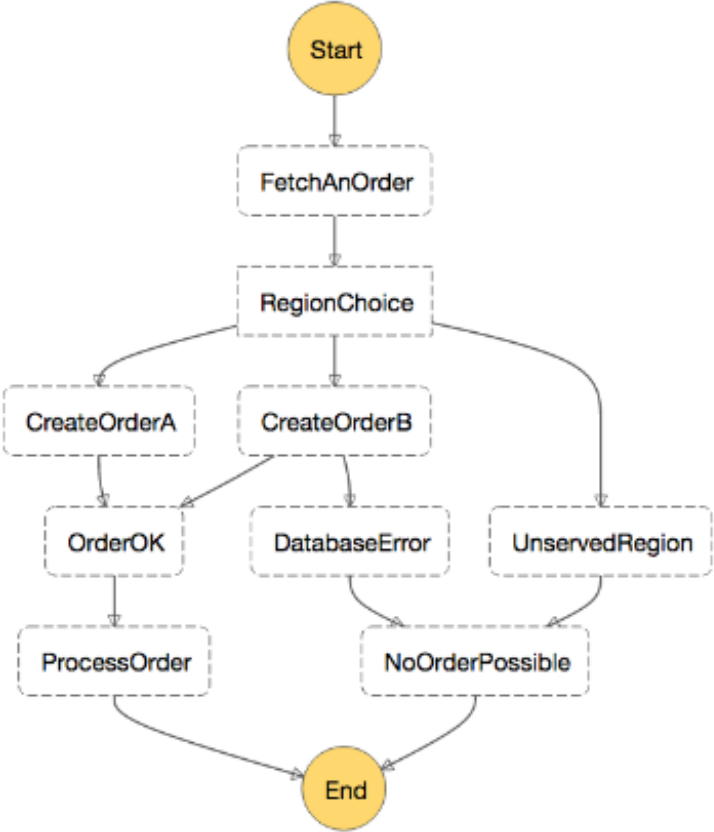 Start
FetchAnOrder
RegionChoice
CreateOrderA
CreateOrderB
OrderOK
DatabaseError
UnservedRegion
ProcessOrder
NoOrderPossible
End